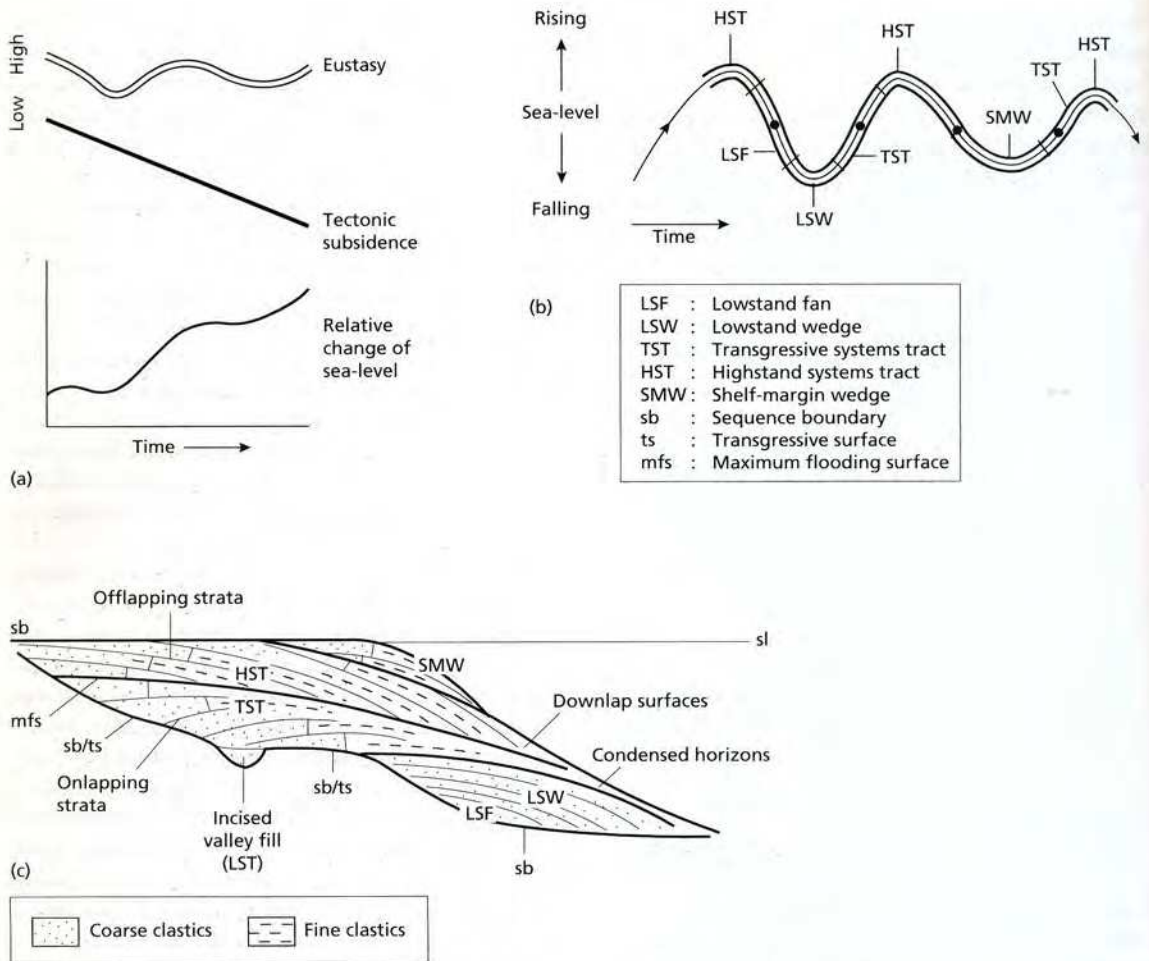 High
Low
Eustasy
Tectonic
subsidence
Relative
change of
sea-level
Time
(a)
Rising
Sea-level
Falling
Time
HST
LSF
LSW
TST
HST
SMW
TST
HST
(b)
LSF : Lowstand fan
LSW : Lowstand wedge
TST : Transgressive systems tract
HST : Highstand systems tract
SMW : Shelf-margin wedge
sb : Sequence boundary
ts : Transgressive surface
mfs : Maximum flooding surface
Offlapping strata
sb
sl
HST
SMW
TST
mfs
Downlap surfaces
sb/ts
Condensed horizons
Onlapping
strata
sb/ts
LSW
LSF
Incised
valley fill
(LST)
sb
(c)
Coarse clastics
Fine clastics